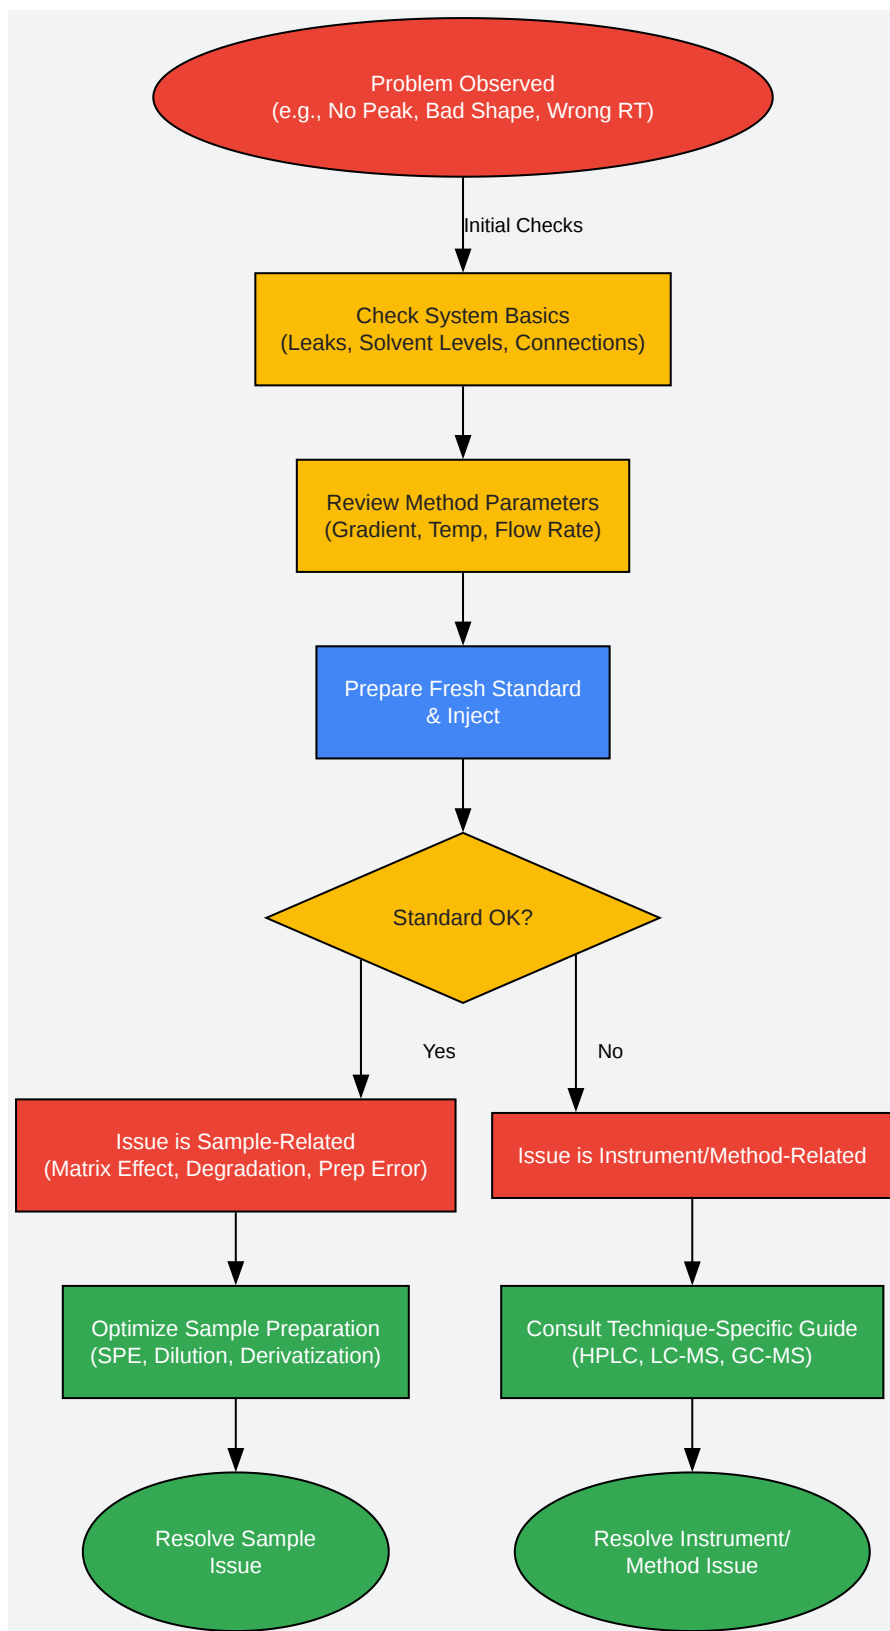 Problem Observed
(e.g., No Peak, Bad Shape, Wrong RT)
Initial Checks
Check System Basics
(Leaks, Solvent Levels, Connections)
Review Method Parameters
(Gradient, Temp, Flow Rate)
Prepare Fresh Standard
& Inject
Standard OK?
Yes
No
Issue is Sample-Related
(Matrix Effect, Degradation, Prep Error)
Issue is Instrument/Method-Related
Optimize Sample Preparation
(SPE, Dilution, Derivatization)
Consult Technique-Specific Guide
(HPLC, LC-MS, GC-MS)
Resolve Sample
Issue
Resolve Instrument/
Method Issue